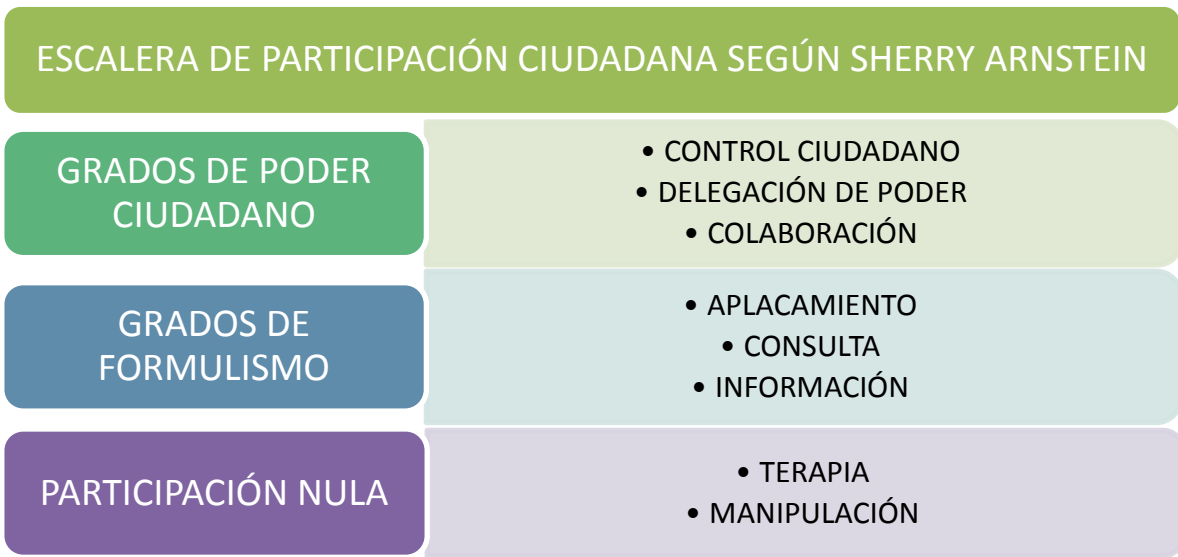 ESCALERA DE PARTICIPACIÓN CIUDADANA SEGÚN SHERRY ARNSTEIN
GRADOS DE PODER
CIUDADANO
• CONTROL CIUDADANO
• DELEGACIÓN DE PODER
• COLABORACIÓN
GRADOS DE
FORMULISMO
• APLACAMIENTO
• CONSULTA
• INFORMACIÓN
PARTICIPACIÓN NULA
• TERAPIA
• MANIPULACIÓN